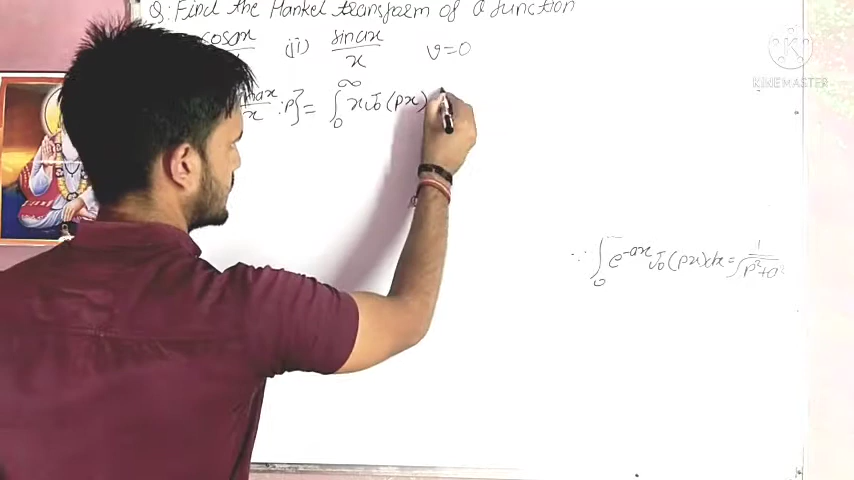 Q: Find the Hankel transform of a function
cosax (ii) sinax/x ν=0
ax/x :p} = ∫₀^∞ x J₀(px)
∵ ∫₀ e^-ax J₀(px)dx = 1/√p²+a²
KINEMASTER